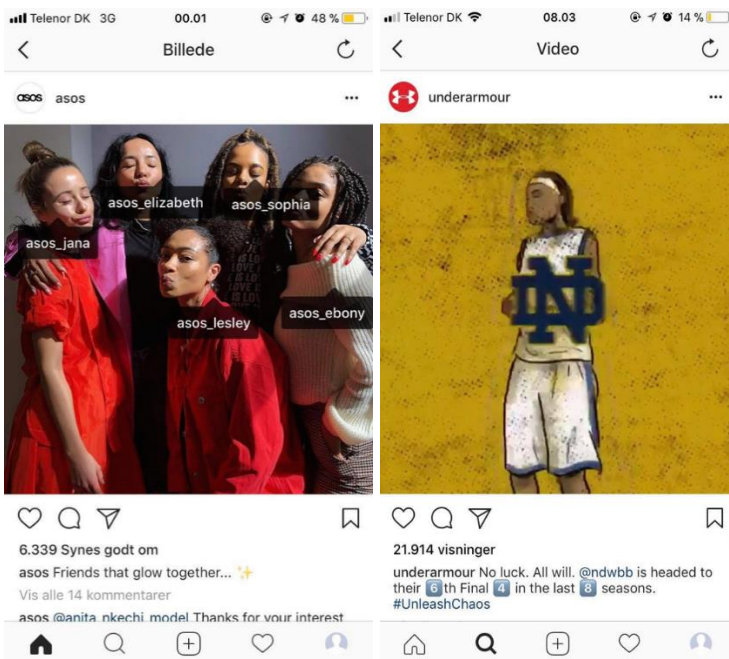 Telenor DK 3G 00.01 48 %
Billede
asos asos
asos_elizabeth
asos_sophia
asos_jana
asos_ebony
asos_lesley
6.339 Synes godt om
asos Friends that glow together... ✨
Vis alle 14 kommentarer
asos @anita_nkechi_model Thanks for your interest
Telenor DK 08.03 14 %
Video
underarmour
ND
21.914 visninger
underarmour No luck. All will. @ndwbb is headed to
their 6th Final 4 in the last 8 seasons.
#UnleashChaos